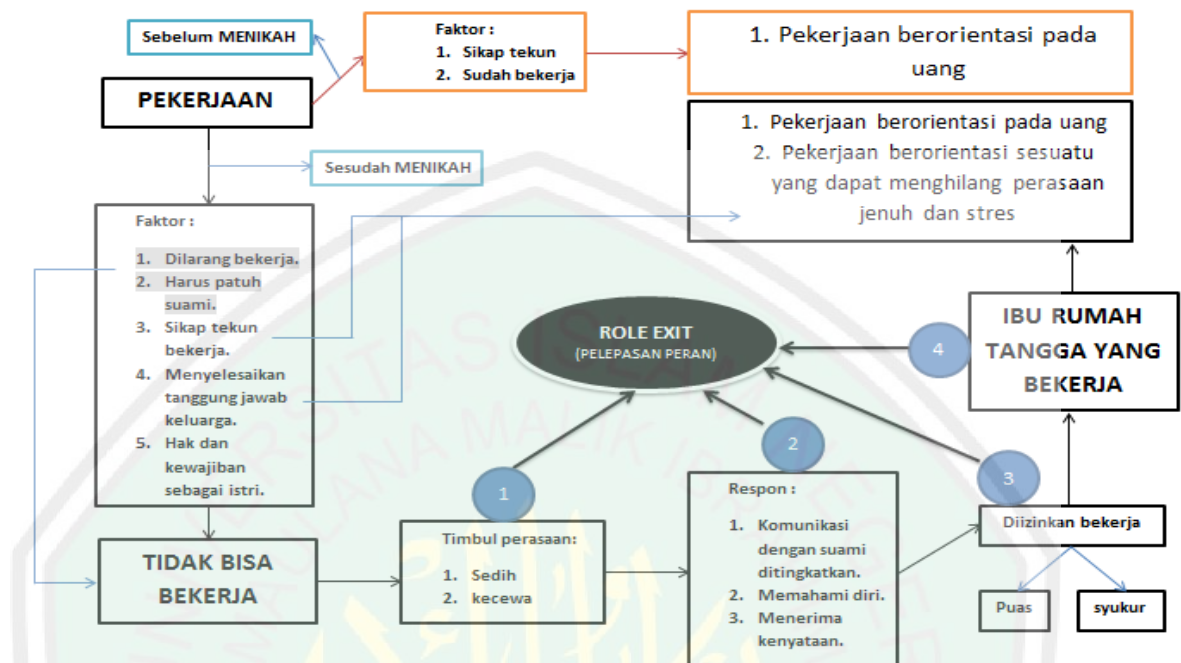 Sebelum MENIKAH
Faktor :
1. Sikap tekun
2. Sudah bekerja
1. Pekerjaan berorientasi pada
uang
PEKERJAAN
1. Pekerjaan berorientasi pada uang
2. Pekerjaan berorientasi sesuatu
yang dapat menghilang perasaan
jenuh dan stres
Sesudah MENIKAH
Faktor :
1. Dilarang bekerja.
2. Harus patuh
suami.
3. Sikap tekun
bekerja.
4. Menyelesaikan
tanggung jawab
keluarga.
5. Hak dan
kewajiban
sebagai istri.
ROLE EXIT
(PELEPASAN PERAN)
4
IBU RUMAH
TANGGA YANG
BEKERJA
1
2
3
TIDAK BISA
BEKERJA
Timbul perasaan:
1. Sedih
2. kecewa
Respon :
1. Komunikasi
dengan suami
ditingkatkan.
2. Memahami diri.
3. Menerima
kenyataan.
Diizinkan bekerja
Puas
syukur